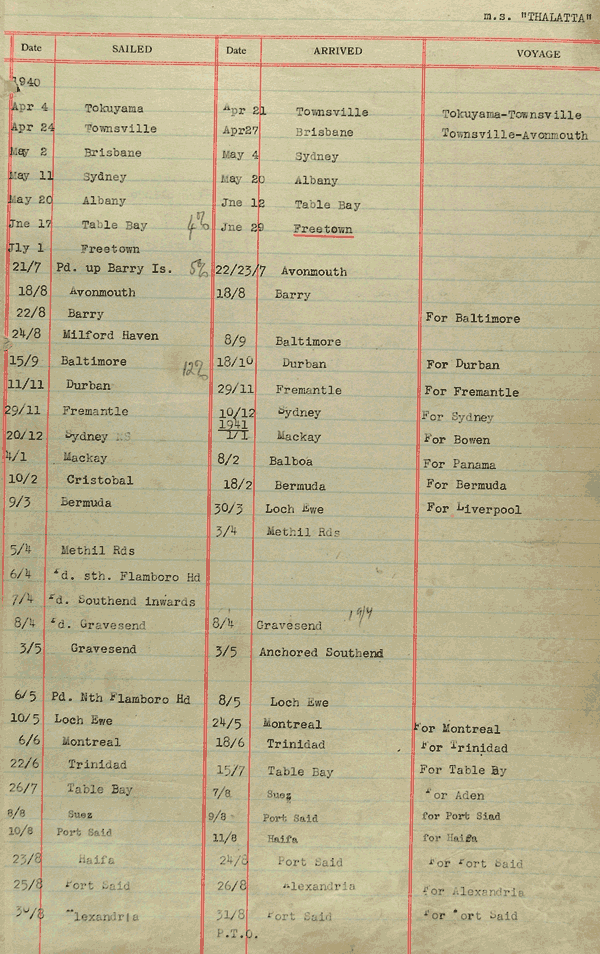 m.s. "THALATTA"
Date SAILED Date ARRIVED VOYAGE
1940
Apr 4 Tokuyama Apr 21 Townsville Tokuyama-Townsville
Apr 24 Townsville Apr27 Brisbane Townsville-Avonmouth
May 2 Brisbane May 4 Sydney
May 11 Sydney May 20 Albany
May 20 Albany Jne 12 Table Bay
Jne 17 Table Bay 4% Jne 29 Freetown
Jly 1 Freetown
21/7 Pd. up Barry Is. 5% 22/23/7 Avonmouth
18/8 Avonmouth 18/8 Barry
22/8 Barry For Baltimore
24/8 Milford Haven 8/9 Baltimore
15/9 Baltimore 12% 18/10 Durban For Durban
11/11 Durban 29/11 Fremantle For Fremantle
29/11 Fremantle 10/12 Sydney For Sydney
1941
20/12 Sydney 1/1 Mackay For Bowen
4/1 Mackay 8/2 Balboa For Panama
10/2 Cristobal 18/2 Bermuda For Bermuda
9/3 Bermuda 30/3 Loch Ewe For Liverpool
3/4 Methil Rds
5/4 Methil Rds
6/4 Pd. sth. Flamboro Hd
7/4 Pd. Southend inwards
19/4
8/4 Pd. Gravesend 8/4 Gravesend
3/5 Gravesend 3/5 Anchored Southend
6/5 Pd. Nth Flamboro Hd 8/5 Loch Ewe
10/5 Loch Ewe 24/5 Montreal For Montreal
6/6 Montreal 18/6 Trinidad For Trinidad
22/6 Trinidad 15/7 Table Bay For Table By
26/7 Table Bay 7/8 Suez For Aden
8/8 Suez 9/8 Port Said for Port Siad
10/8 Port Said 11/8 Haifa for Haifa
23/8 Haifa 24/8 Port Said For Port Said
25/8 Port Said 26/8 Alexandria for Alexandria
30/8 Alexandria 31/8 Port Said For Port Said
P.T.O.